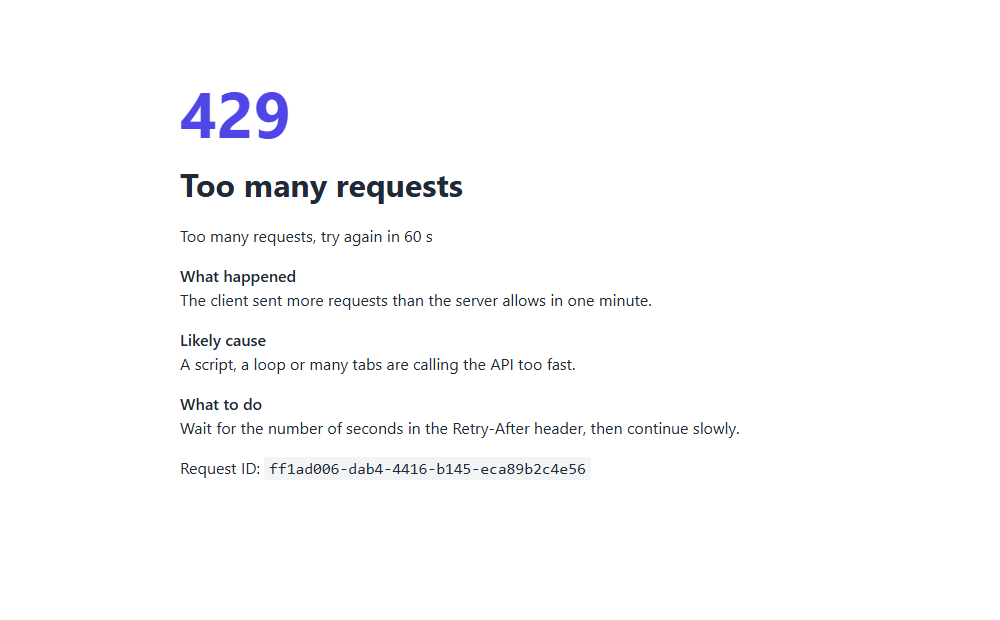 429
Too many requests
Too many requests, try again in 60 s
What happened
The client sent more requests than the server allows in one minute.
Likely cause
A script, a loop or many tabs are calling the API too fast.
What to do
Wait for the number of seconds in the Retry-After header, then continue slowly.
Request ID: ff1ad006-dab4-4416-b145-eca89b2c4e56